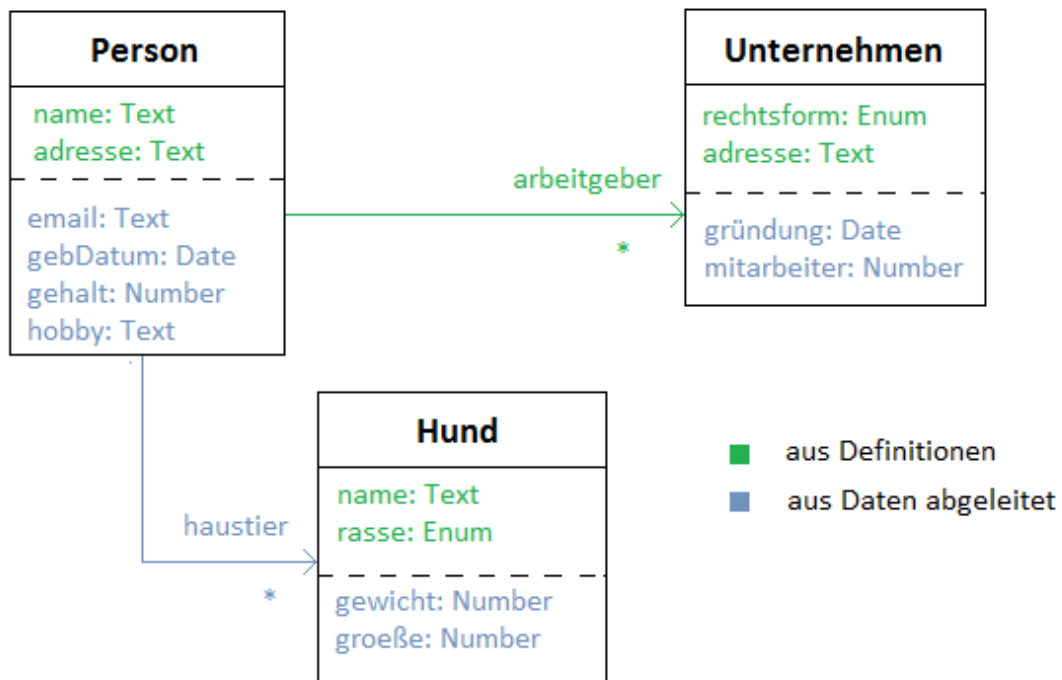 Person
name: Text
adresse: Text
email: Text
gebDatum: Date
gehalt: Number
hobby: Text
arbeitgeber
*
Unternehmen
rechtsform: Enum
adresse: Text
gründung: Date
mitarbeiter: Number
haustier
*
Hund
name: Text
rasse: Enum
gewicht: Number
groeße: Number
aus Definitionen
aus Daten abgeleitet